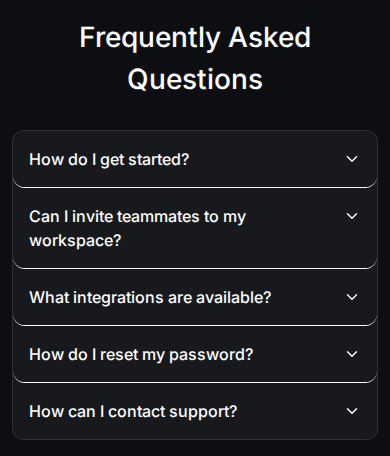 Frequently Asked
Questions
How do I get started?
Can I invite teammates to my
workspace?
What integrations are available?
How do I reset my password?
How can I contact support?